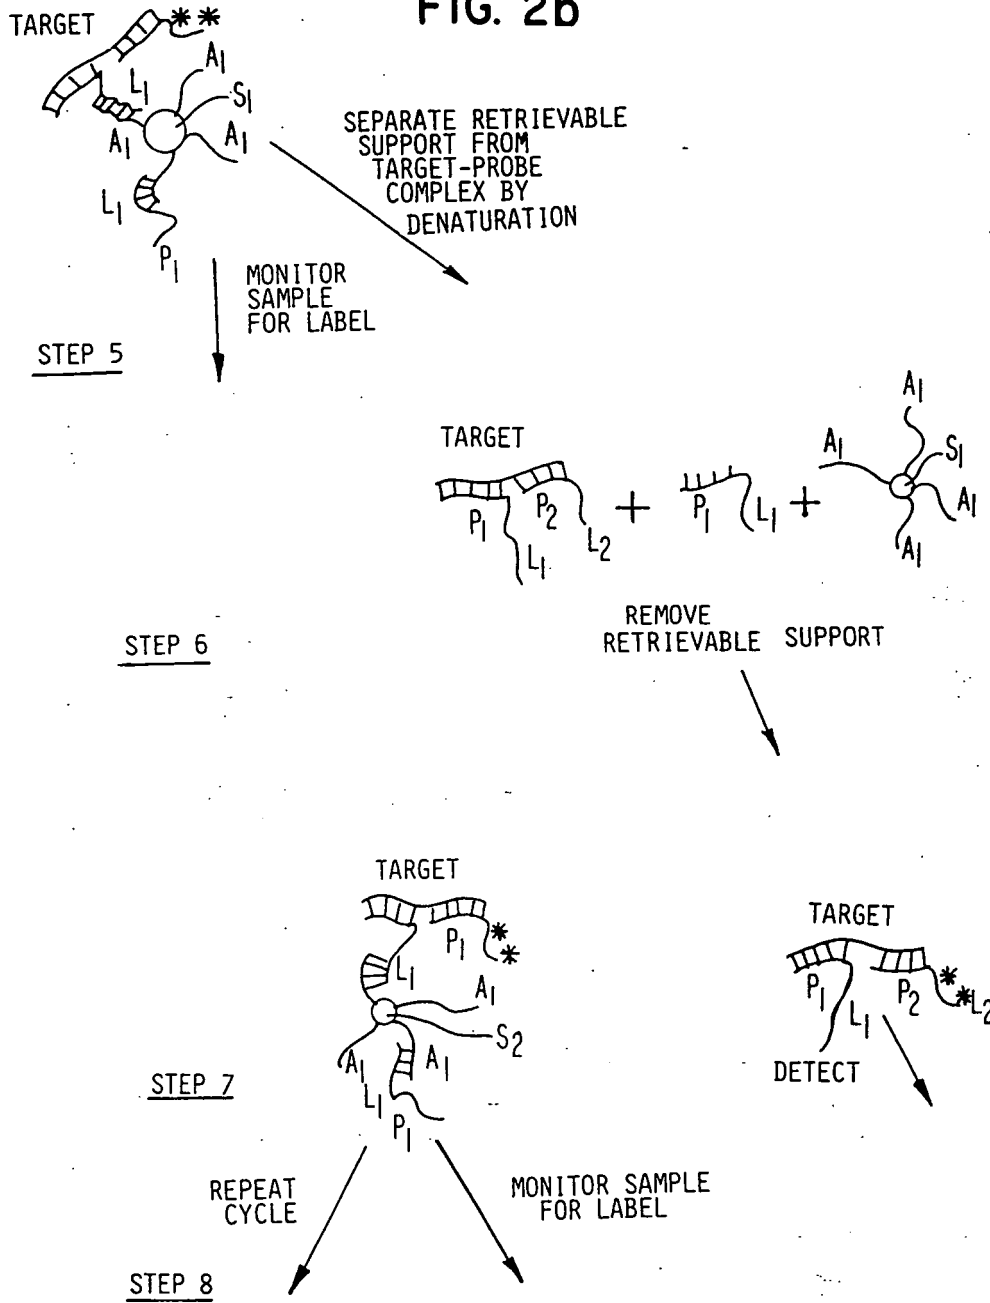 FIG. 2b
TARGET
**
A1
L1
S1
A1
A1
L1
P1
SEPARATE RETRIEVABLE
SUPPORT FROM
TARGET-PROBE
COMPLEX BY
DENATURATION
MONITOR
SAMPLE
FOR LABEL
STEP 5
TARGET
P1
P2
L1
L2
+
P1
L1
+
A1
A1
S1
A1
A1
REMOVE
RETRIEVABLE SUPPORT
STEP 6
TARGET
P1
**
L1
A1
S2
A1
A1
L1
P1
TARGET
P1
L1
P2
**L2
DETECT
STEP 7
REPEAT
CYCLE
MONITOR SAMPLE
FOR LABEL
STEP 8